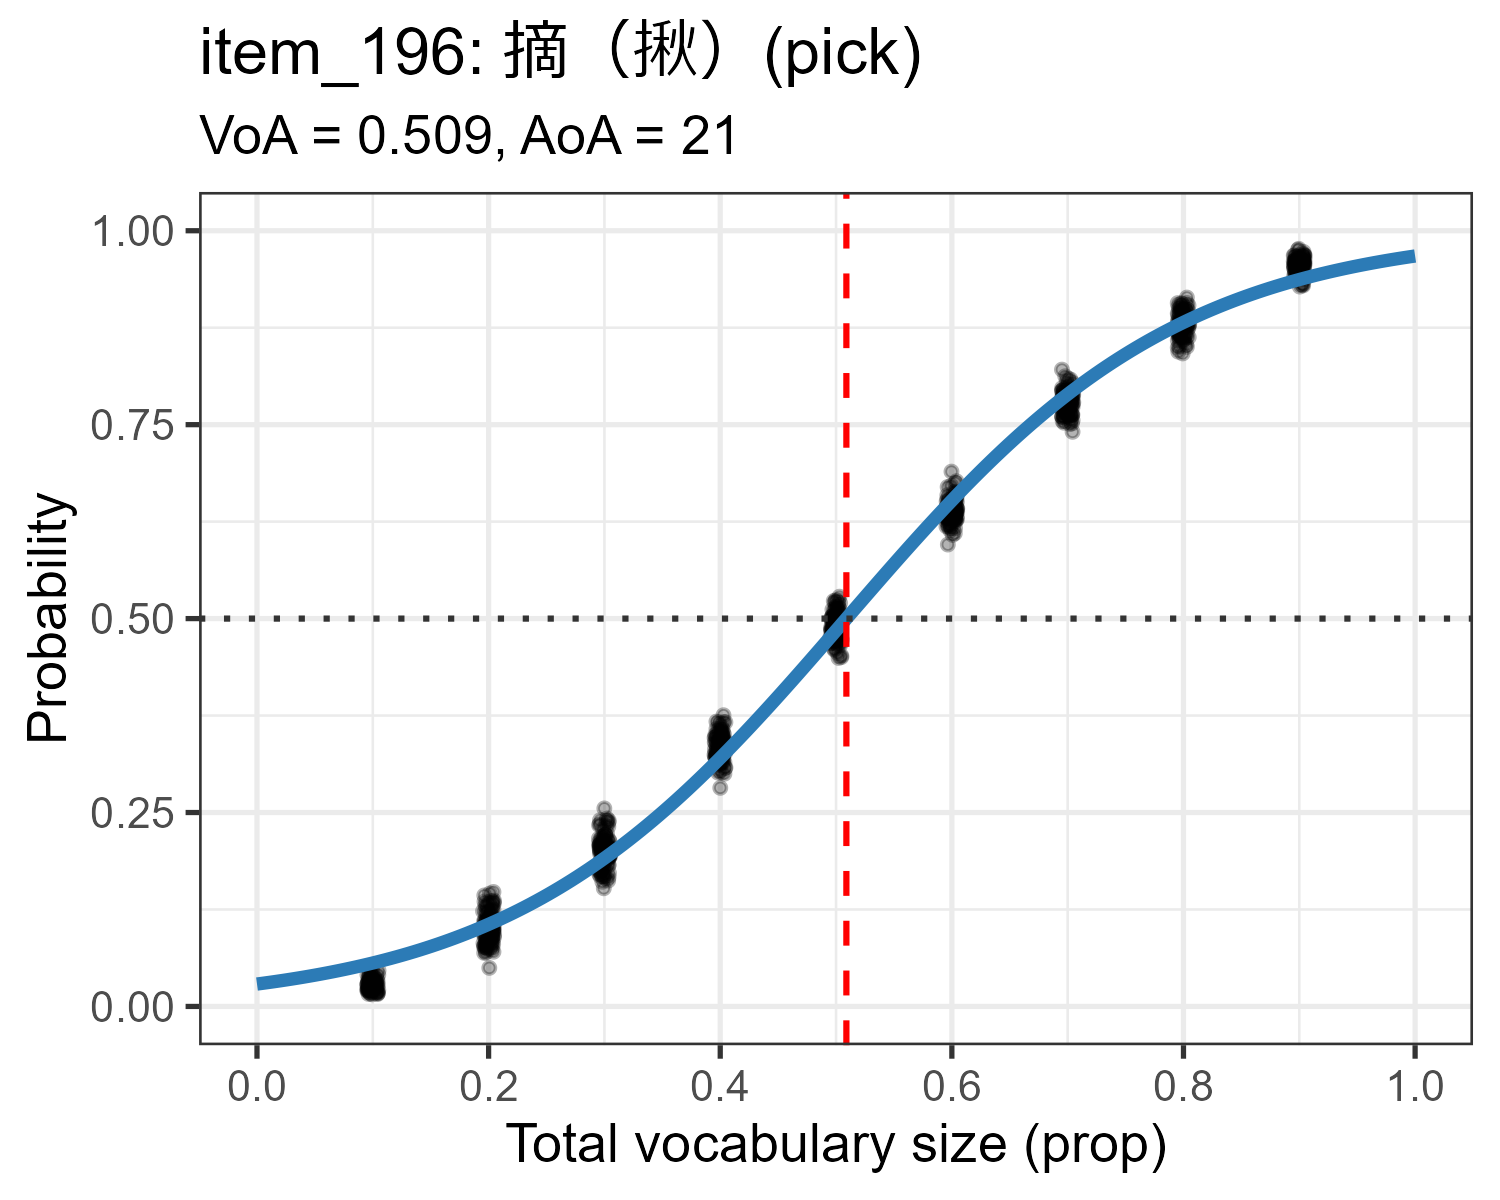 item_196: 摘（揪）(pick)
VoA = 0.509, AoA = 21
1.00
0.75
0.50
0.25
0.00
Probability
0.0 0.2 0.4 0.6 0.8 1.0
Total vocabulary size (prop)